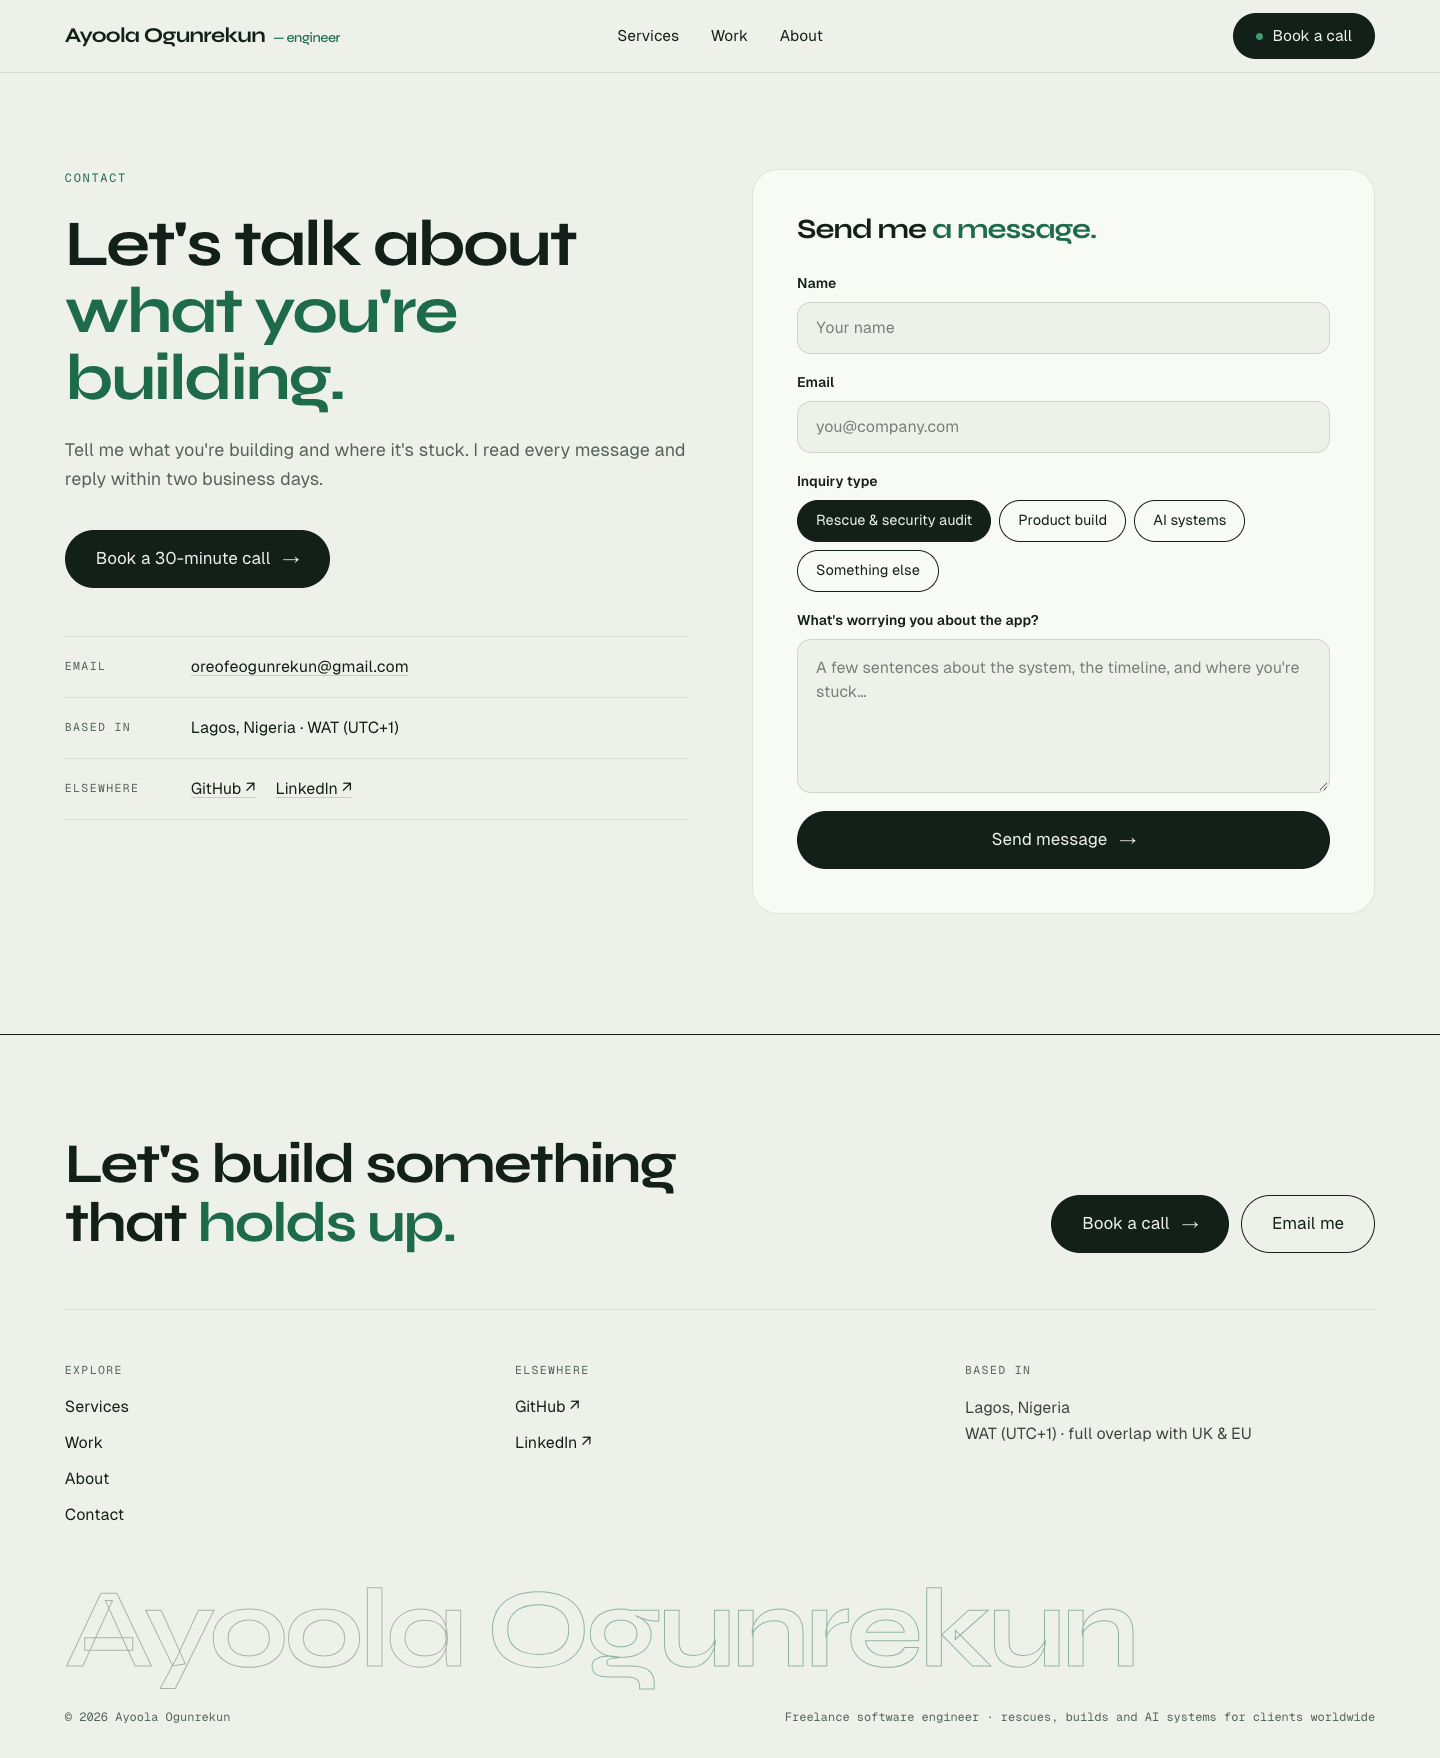 Ayoola Ogunrekun — engineer
Services
Work
About
Book a call
CONTACT
Let's talk about
what you're
building.
Tell me what you're building and where it's stuck. I read every message and
reply within two business days.
Book a 30-minute call →
EMAIL
oreofeogunrekun@gmail.com
BASED IN
Lagos, Nigeria · WAT (UTC+1)
ELSEWHERE
GitHub ↗
LinkedIn ↗
Send me a message.
Name
Your name
Email
you@company.com
Inquiry type
Rescue & security audit
Product build
AI systems
Something else
What's worrying you about the app?
A few sentences about the system, the timeline, and where you're
stuck...
Send message →
Let's build something
that holds up.
Book a call →
Email me
EXPLORE
Services
Work
About
Contact
ELSEWHERE
GitHub ↗
LinkedIn ↗
BASED IN
Lagos, Nigeria
WAT (UTC+1) · full overlap with UK & EU
Ayoola Ogunrekun
© 2026 Ayoola Ogunrekun
Freelance software engineer · rescues, builds and AI systems for clients worldwide